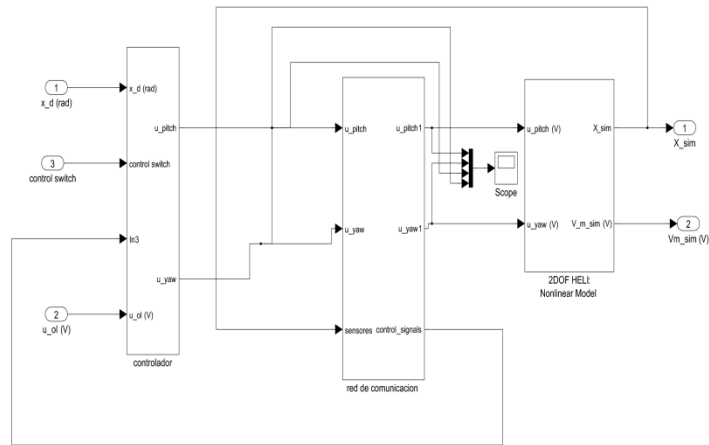 1
x_d (rad)
3
control switch
2
u_ol (V)
x_d (rad)
control switch
In3
u_ol (V)
u_pitch
u_yaw
controlador
u_pitch
u_yaw
sensores
u_pitch1
u_yaw1
control_signals
red de comunicacion
Scope
u_pitch (V)
u_yaw (V)
X_sim
V_m_sim (V)
2DOF HELI:
Nonlinear Model
1
X_sim
2
Vm_sim (V)